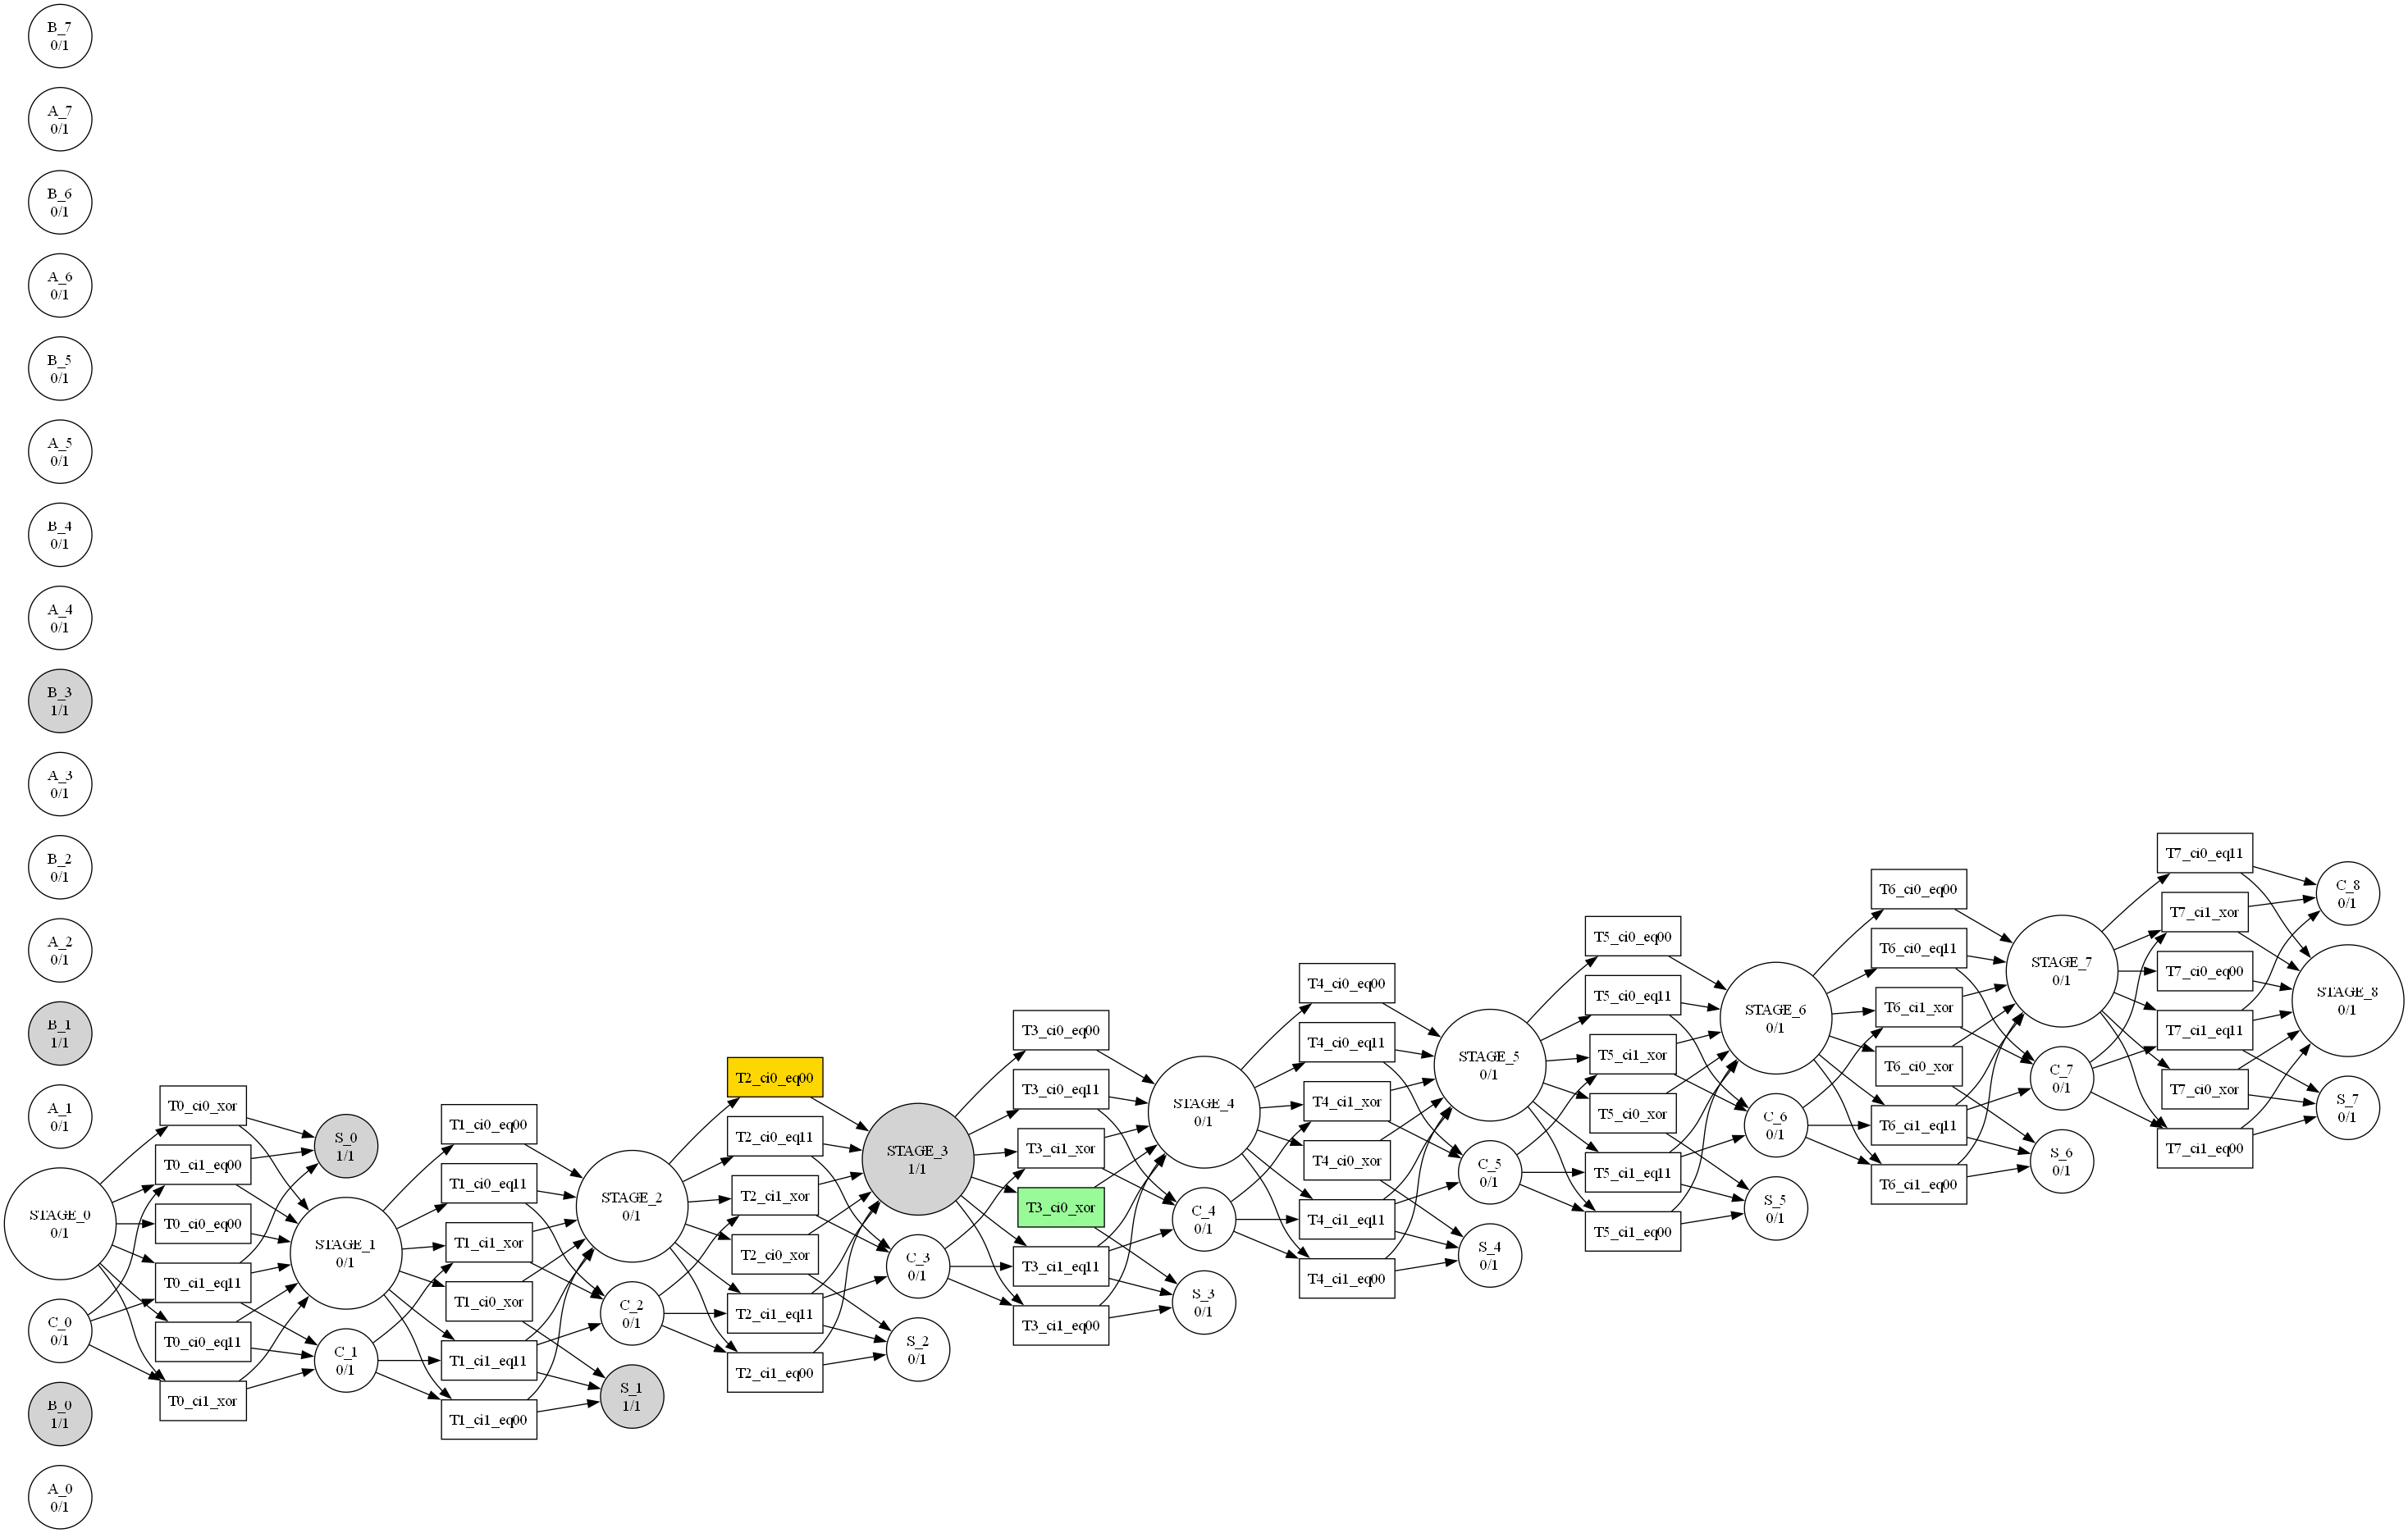 B_7
0/1
A_7
0/1
B_6
0/1
A_6
0/1
B_5
0/1
A_5
0/1
B_4
0/1
A_4
0/1
B_3
1/1
A_3
0/1
B_2
0/1
A_2
0/1
B_1
1/1
A_1
0/1
STAGE_0
0/1
C_0
0/1
B_0
1/1
A_0
0/1
T0_ci0_xor
T0_ci1_eq00
T0_ci0_eq00
T0_ci1_eq11
T0_ci0_eq11
T0_ci1_xor
S_0
1/1
STAGE_1
0/1
C_1
0/1
T1_ci0_eq00
T1_ci0_eq11
T1_ci1_xor
T1_ci0_xor
T1_ci1_eq11
T1_ci1_eq00
STAGE_2
0/1
C_2
0/1
S_1
1/1
T2_ci0_eq00
T2_ci0_eq11
T2_ci1_xor
T2_ci0_xor
T2_ci1_eq11
T2_ci1_eq00
STAGE_3
1/1
C_3
0/1
S_2
0/1
T3_ci0_eq00
T3_ci0_eq11
T3_ci1_xor
T3_ci0_xor
T3_ci1_eq11
T3_ci1_eq00
STAGE_4
0/1
C_4
0/1
S_3
0/1
T4_ci0_eq00
T4_ci0_eq11
T4_ci1_xor
T4_ci0_xor
T4_ci1_eq11
T4_ci1_eq00
STAGE_5
0/1
C_5
0/1
S_4
0/1
T5_ci0_eq00
T5_ci0_eq11
T5_ci1_xor
T5_ci0_xor
T5_ci1_eq11
T5_ci1_eq00
STAGE_6
0/1
C_6
0/1
S_5
0/1
T6_ci0_eq00
T6_ci0_eq11
T6_ci1_xor
T6_ci0_xor
T6_ci1_eq11
T6_ci1_eq00
STAGE_7
0/1
C_7
0/1
S_6
0/1
T7_ci0_eq11
T7_ci1_xor
T7_ci0_eq00
T7_ci1_eq11
T7_ci0_xor
T7_ci1_eq00
C_8
0/1
STAGE_8
0/1
S_7
0/1